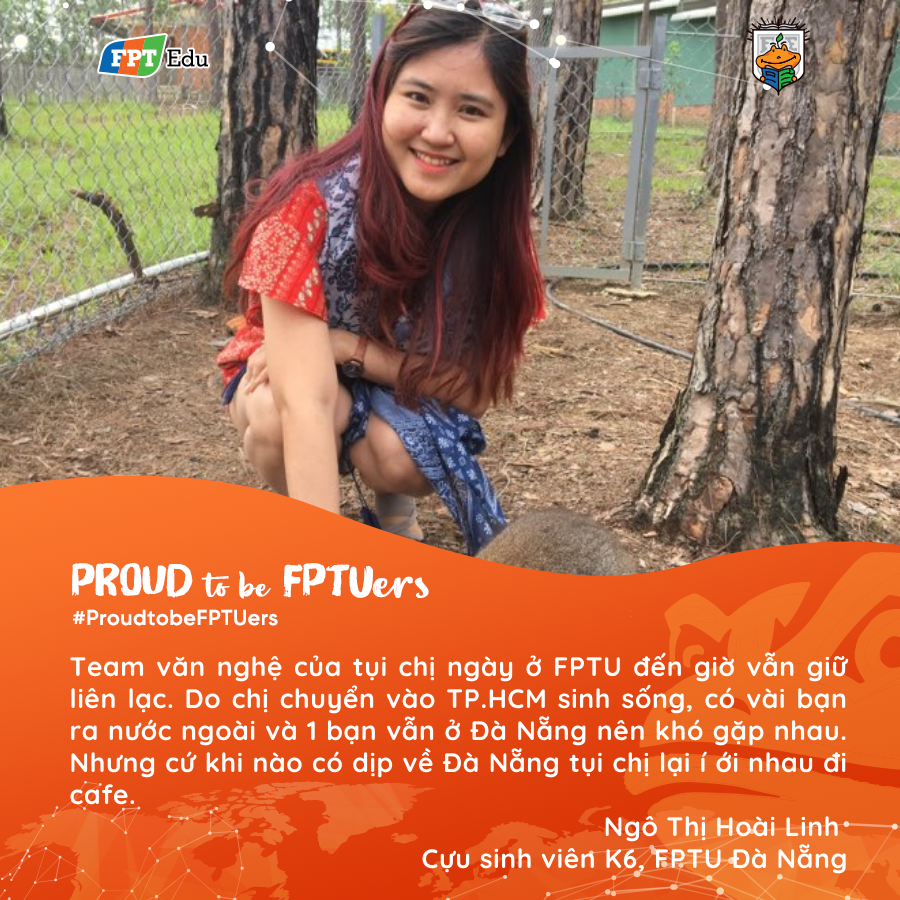 FPT Edu
PROUD to be FPTUers
#ProudtobeFPTUers
Team văn nghệ của tụi chị ngày ở FPTU đến giờ vẫn giữ
liên lạc. Do chị chuyển vào TP.HCM sinh sống, có vài bạn
ra nước ngoài và 1 bạn vẫn ở Đà Nẵng nên khó gặp nhau.
Nhưng cứ khi nào có dịp về Đà Nẵng tụi chị lại í ới nhau đi
cafe.
Ngô Thị Hoài Linh
Cựu sinh viên K6, FPTU Đà Nẵng